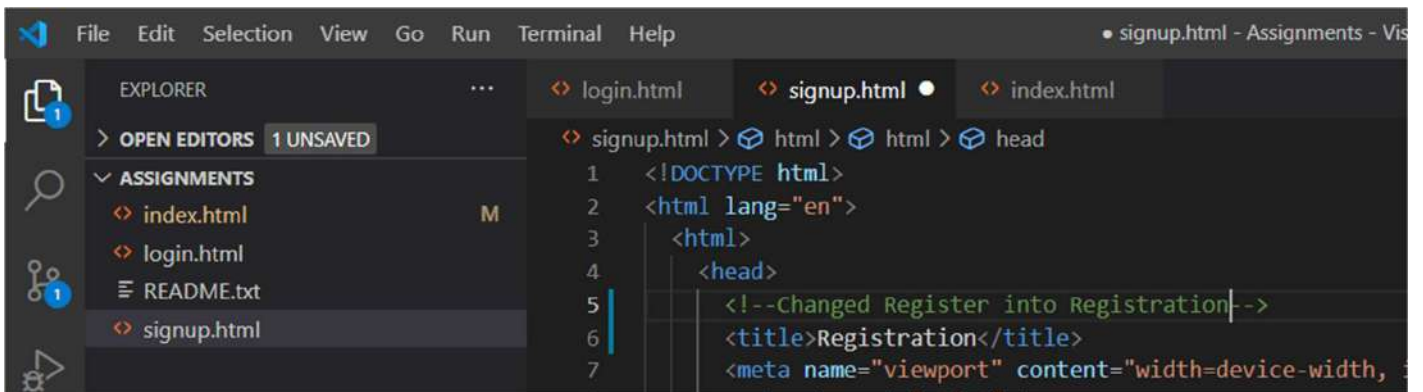 File Edit Selection View Go Run Terminal Help ● signup.html - Assignments - Vis
EXPLORER ...
1
> OPEN EDITORS 1 UNSAVED
ASSIGNMENTS
index.html M
login.html
README.txt
signup.html
1
login.html signup.html ● index.html
signup.html > html > html > head
1 <!DOCTYPE html>
2 <html lang="en">
3 <html>
4 <head>
5 <!--Changed Register into Registration-->
6 <title>Registration</title>
7 <meta name="viewport" content="width=device-width,